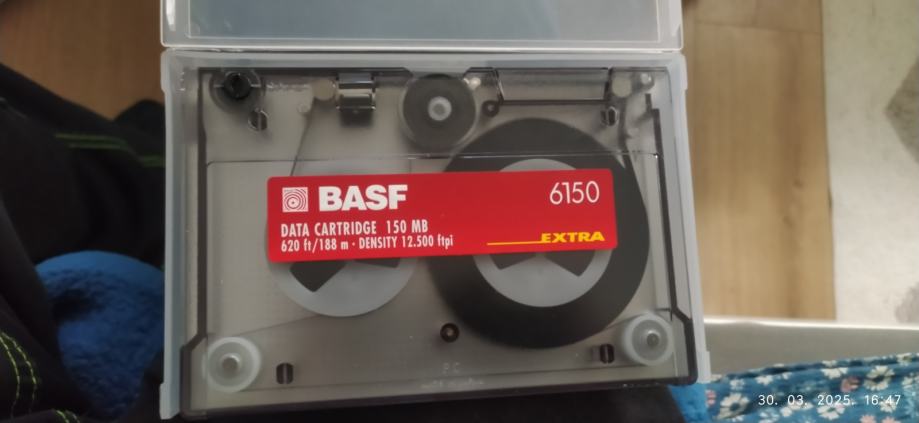 BASF
6150
DATA CARTRIDGE 150 MB
620 ft/188 m · DENSITY 12.500 ftpi
EXTRA
PC
30. 03. 2025. 16:47